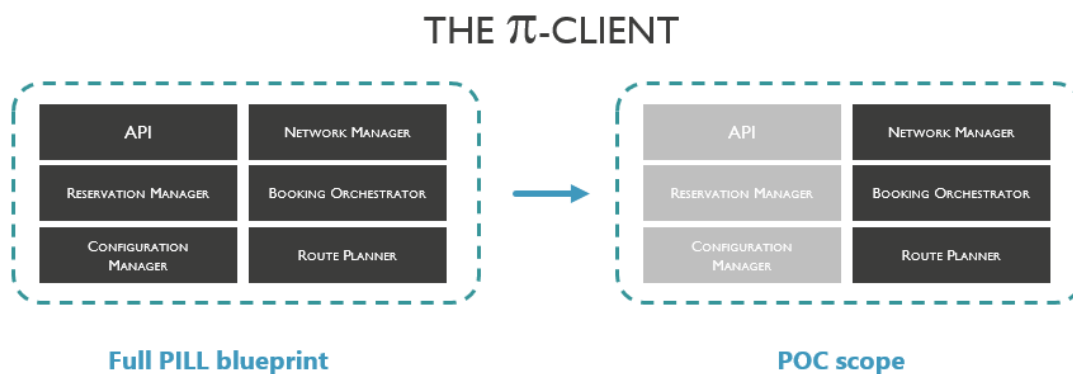 THE π-CLIENT
API
NETWORK MANAGER
RESERVATION MANAGER
BOOKING ORCHESTRATOR
CONFIGURATION
MANAGER
ROUTE PLANNER
API
NETWORK MANAGER
RESERVATION MANAGER
BOOKING ORCHESTRATOR
CONFIGURATION
MANAGER
ROUTE PLANNER
Full PILL blueprint
POC scope